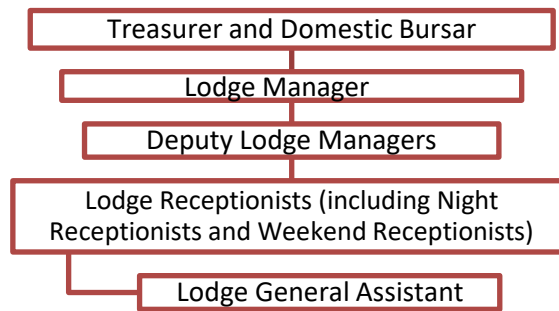 Treasurer and Domestic Bursar
Lodge Manager
Deputy Lodge Managers
Lodge Receptionists (including Night
Receptionists and Weekend Receptionists)
Lodge General Assistant